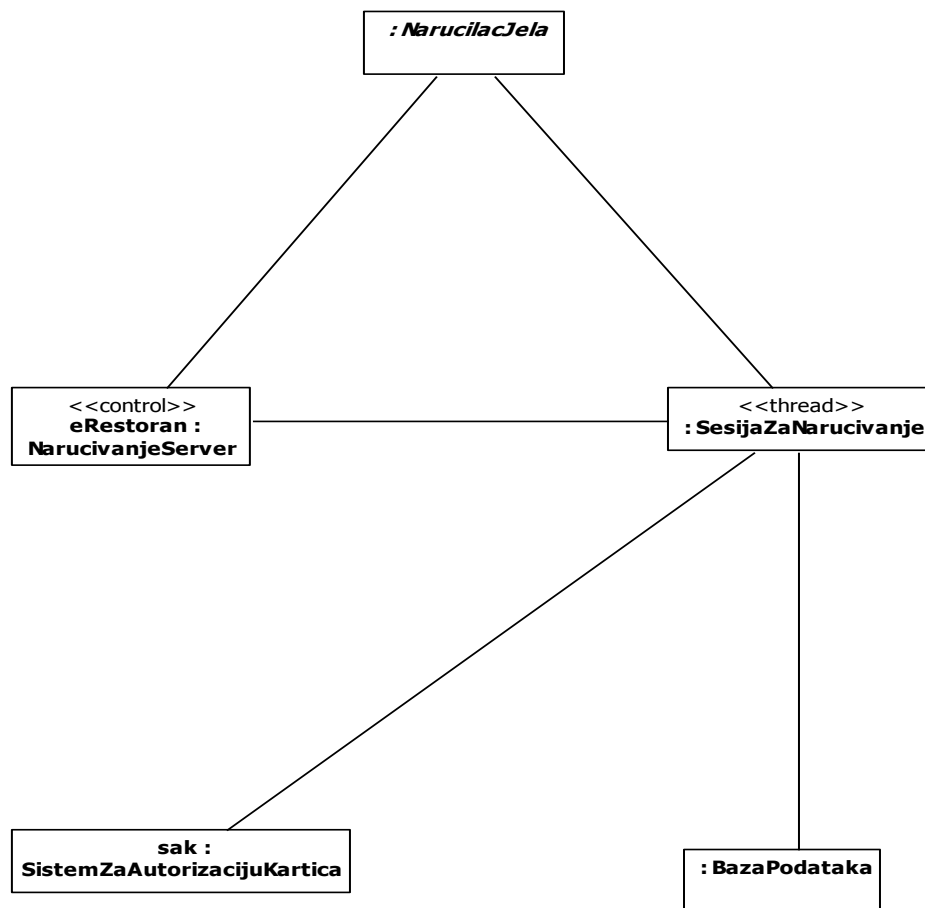 : NarucilacJela
<<control>>
eRestoran :
NarucivanjeServer
<<thread>>
: SesijaZaNarucivanje
sak :
SistemZaAutorizacijuKartica
: BazaPodataka